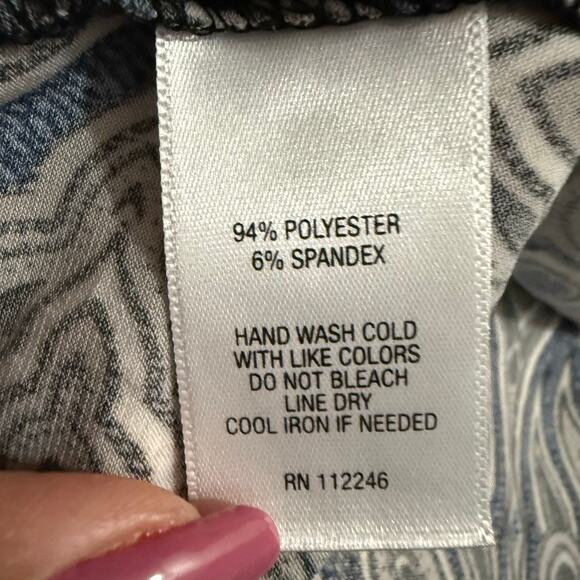 94% POLYESTER
6% SPANDEX
HAND WASH COLD
WITH LIKE COLORS
DO NOT BLEACH
LINE DRY
COOL IRON IF NEEDED
RN 112246